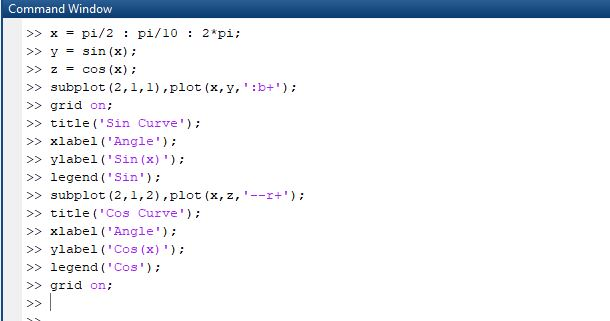 Command Window
>> x = pi/2 : pi/10 : 2*pi;
>> y = sin(x);
>> z = cos(x);
>> subplot(2,1,1),plot(x,y,':b+');
>> grid on;
>> title('Sin Curve');
>> xlabel('Angle');
>> ylabel('Sin(x)');
>> legend('Sin');
>> subplot(2,1,2),plot(x,z,'--r+');
>> title('Cos Curve');
>> xlabel('Angle');
>> ylabel('Cos(x)');
>> legend('Cos');
>> grid on;
>>
>>